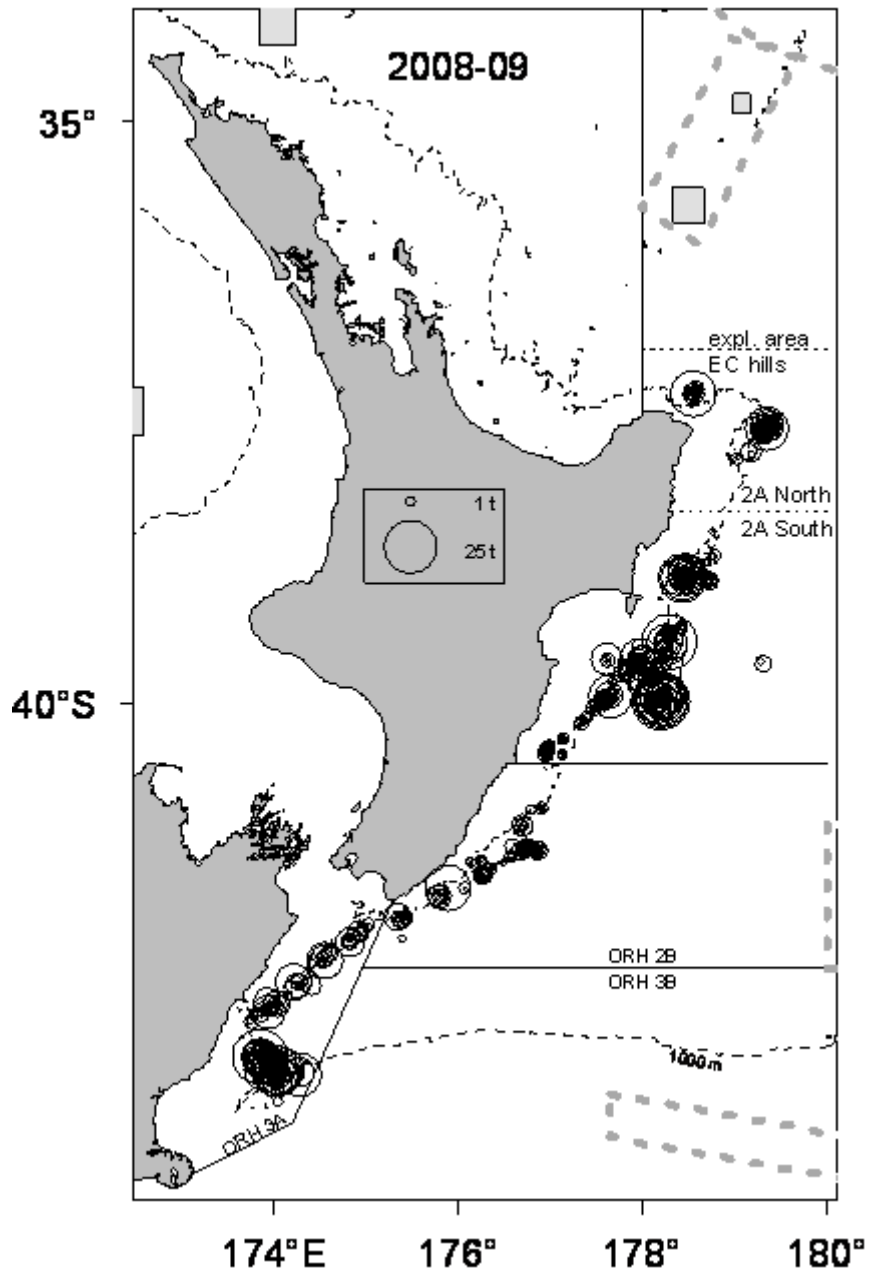 2008-09
35°
expl. area
EC hills
2A North
2A South
1 t
25 t
40°S
ORH 2B
ORH 3B
1000 m
ORH 3A
174°E
176°
178°
180°